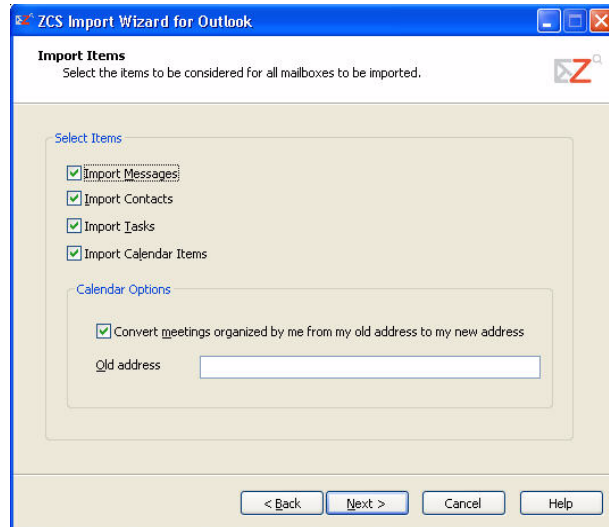 ZCS Import Wizard for Outlook
Import Items
Select the items to be considered for all mailboxes to be imported.
Select Items
Import Messages
Import Contacts
Import Tasks
Import Calendar Items
Calendar Options
Convert meetings organized by me from my old address to my new address
Old address
< Back Next > Cancel Help